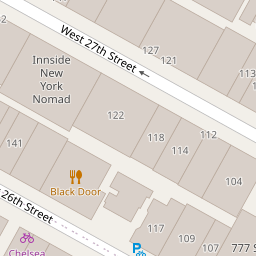 West 27th Street ←
127
121
Innside
New
York
Nomad
113
122
118
112
114
141
104
Black Door
26th Street
117
109
107
777 S
Chelsea
P